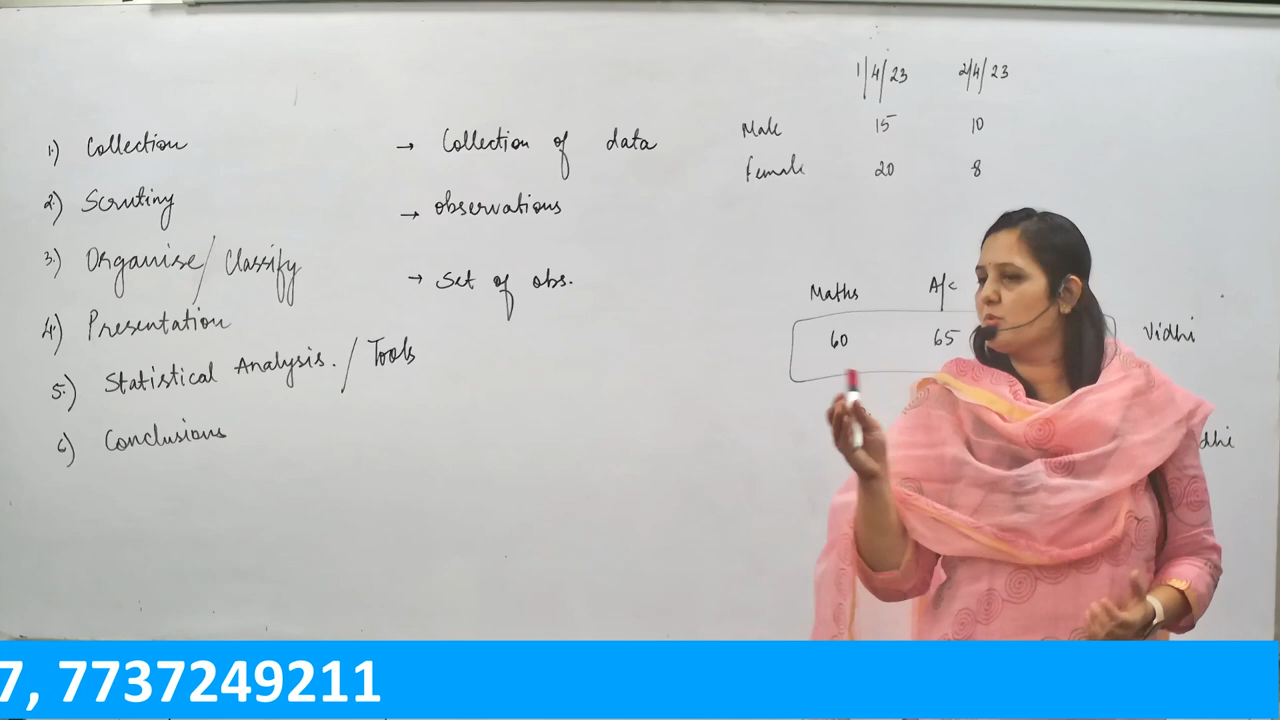 1) Collection
2) Scrutiny
3) Organise/Classify
4) Presentation
5) Statistical Analysis. / Tools
6) Conclusions
→ Collection of data
→ observations
→ Set of obs.
1/4/23 2/4/23
Male 15 10
Female 20 8
Maths A/c
60 65 Vidhi
dhi
7, 7737249211